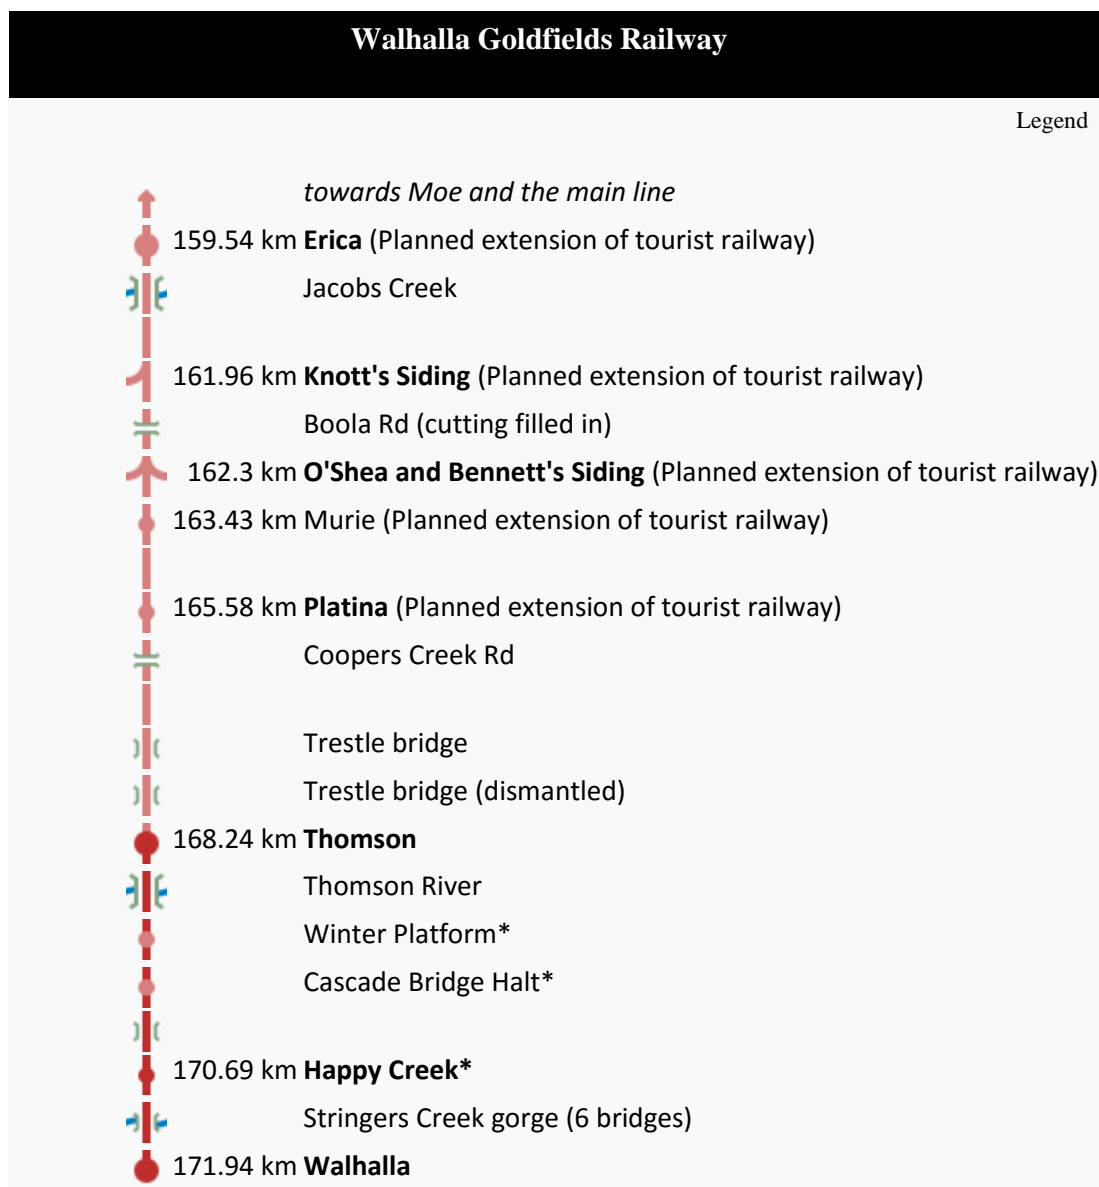 Walhalla Goldfields Railway
Legend
towards Moe and the main line
159.54 km Erica (Planned extension of tourist railway)
Jacobs Creek
161.96 km Knott's Siding (Planned extension of tourist railway)
Boola Rd (cutting filled in)
162.3 km O'Shea and Bennett's Siding (Planned extension of tourist railway)
163.43 km Murie (Planned extension of tourist railway)
165.58 km Platina (Planned extension of tourist railway)
Coopers Creek Rd
Trestle bridge
Trestle bridge (dismantled)
168.24 km Thomson
Thomson River
Winter Platform*
Cascade Bridge Halt*
170.69 km Happy Creek*
Stringers Creek gorge (6 bridges)
171.94 km Walhalla